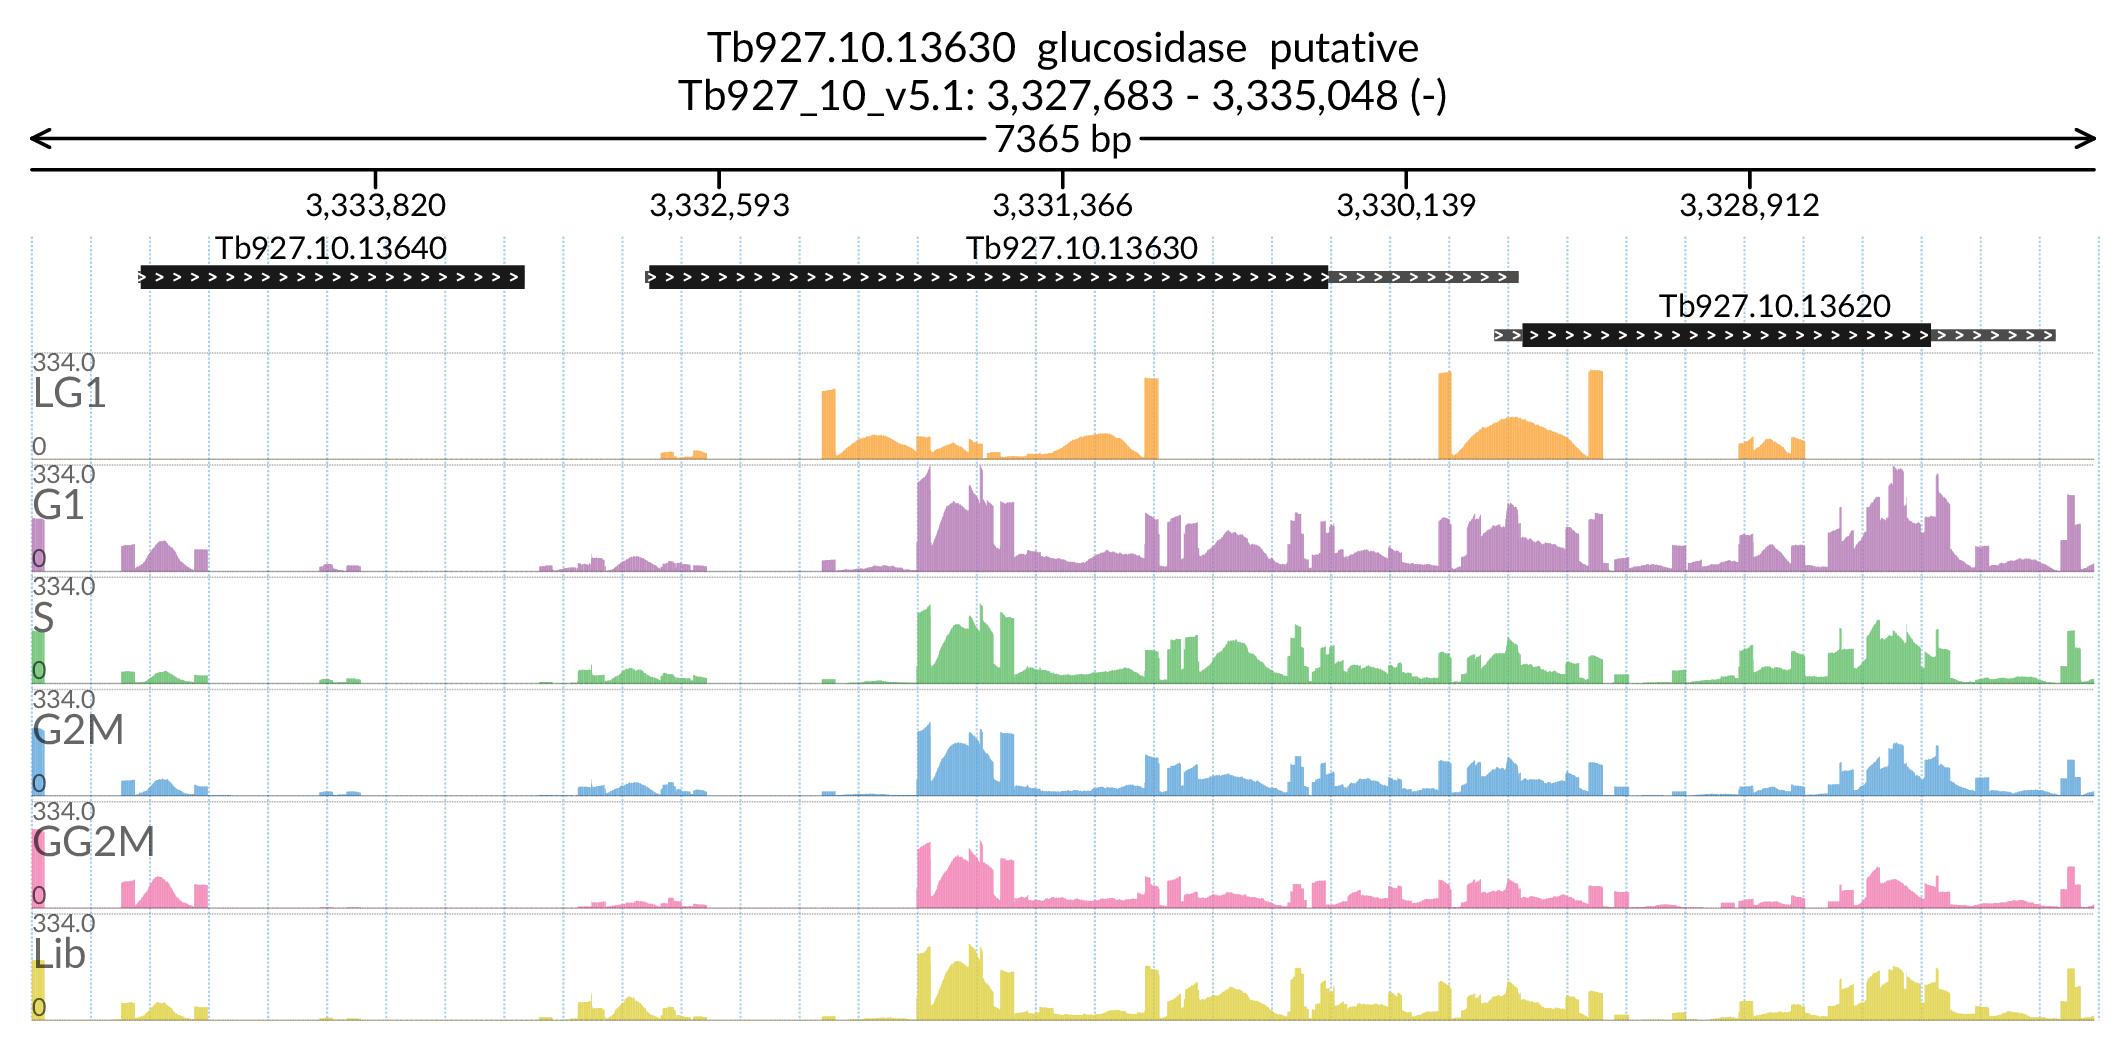 Tb927.10.13630 glucosidase putative
Tb927_10_v5.1: 3,327,683 - 3,335,048 (-)
7365 bp
3,333,820 3,332,593 3,331,366 3,330,139 3,328,912
Tb927.10.13640 Tb927.10.13630
Tb927.10.13620
334.0
LG1
0
334.0
G1
0
334.0
S
0
334.0
G2M
0
334.0
GG2M
0
334.0
Lib
0